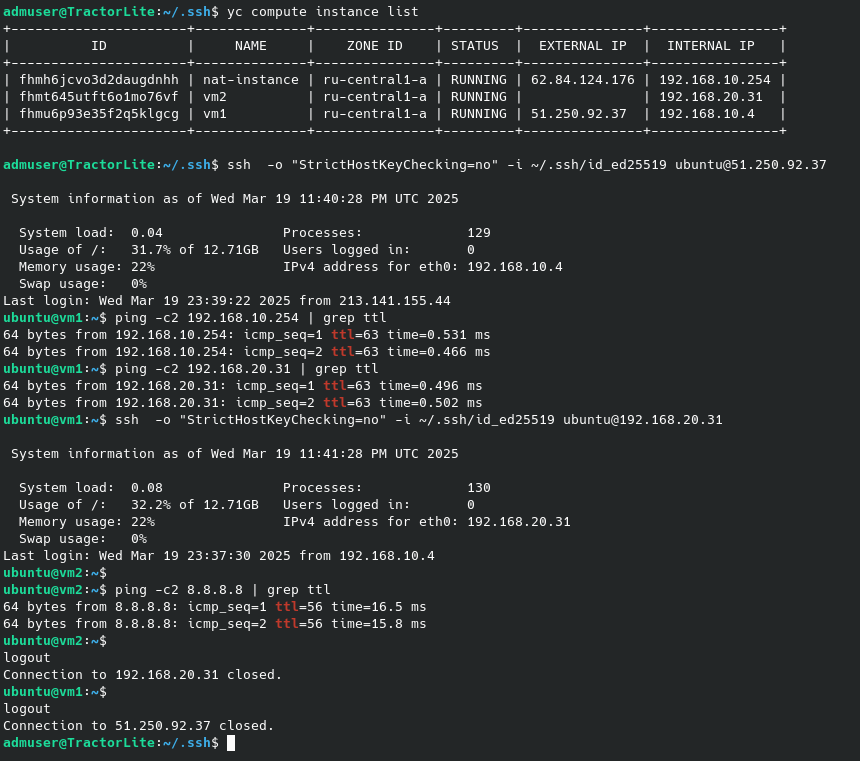 admuser@TractorLite:~/.ssh$ yc compute instance list
+----------------------+--------------+---------------+---------+---------------+----------------+
|          ID          |     NAME     |    ZONE ID    | STATUS  |  EXTERNAL IP  |  INTERNAL IP   |
+----------------------+--------------+---------------+---------+---------------+----------------+
| fhmh6jcvo3d2daugdnhh | nat-instance | ru-central1-a | RUNNING | 62.84.124.176 | 192.168.10.254 |
| fhmt645utft6o1mo76vf | vm2          | ru-central1-a | RUNNING |               | 192.168.20.31  |
| fhmu6p93e35f2q5klgcg | vm1          | ru-central1-a | RUNNING | 51.250.92.37  | 192.168.10.4   |
+----------------------+--------------+---------------+---------+---------------+----------------+
admuser@TractorLite:~/.ssh$ ssh  -o "StrictHostKeyChecking=no" -i ~/.ssh/id_ed25519 ubuntu@51.250.92.37
 System information as of Wed Mar 19 11:40:28 PM UTC 2025
  System load:  0.04               Processes:             129
  Usage of /:   31.7% of 12.71GB   Users logged in:       0
  Memory usage: 22%                IPv4 address for eth0: 192.168.10.4
  Swap usage:   0%
Last login: Wed Mar 19 23:39:22 2025 from 213.141.155.44
ubuntu@vm1:~$ ping -c2 192.168.10.254 | grep ttl
64 bytes from 192.168.10.254: icmp_seq=1 ttl=63 time=0.531 ms
64 bytes from 192.168.10.254: icmp_seq=2 ttl=63 time=0.466 ms
ubuntu@vm1:~$ ping -c2 192.168.20.31 | grep ttl
64 bytes from 192.168.20.31: icmp_seq=1 ttl=63 time=0.496 ms
64 bytes from 192.168.20.31: icmp_seq=2 ttl=63 time=0.502 ms
ubuntu@vm1:~$ ssh  -o "StrictHostKeyChecking=no" -i ~/.ssh/id_ed25519 ubuntu@192.168.20.31
 System information as of Wed Mar 19 11:41:28 PM UTC 2025
  System load:  0.08               Processes:             130
  Usage of /:   32.2% of 12.71GB   Users logged in:       0
  Memory usage: 22%                IPv4 address for eth0: 192.168.20.31
  Swap usage:   0%
Last login: Wed Mar 19 23:37:30 2025 from 192.168.10.4
ubuntu@vm2:~$
ubuntu@vm2:~$ ping -c2 8.8.8.8 | grep ttl
64 bytes from 8.8.8.8: icmp_seq=1 ttl=56 time=16.5 ms
64 bytes from 8.8.8.8: icmp_seq=2 ttl=56 time=15.8 ms
ubuntu@vm2:~$
logout
Connection to 192.168.20.31 closed.
ubuntu@vm1:~$
logout
Connection to 51.250.92.37 closed.
admuser@TractorLite:~/.ssh$